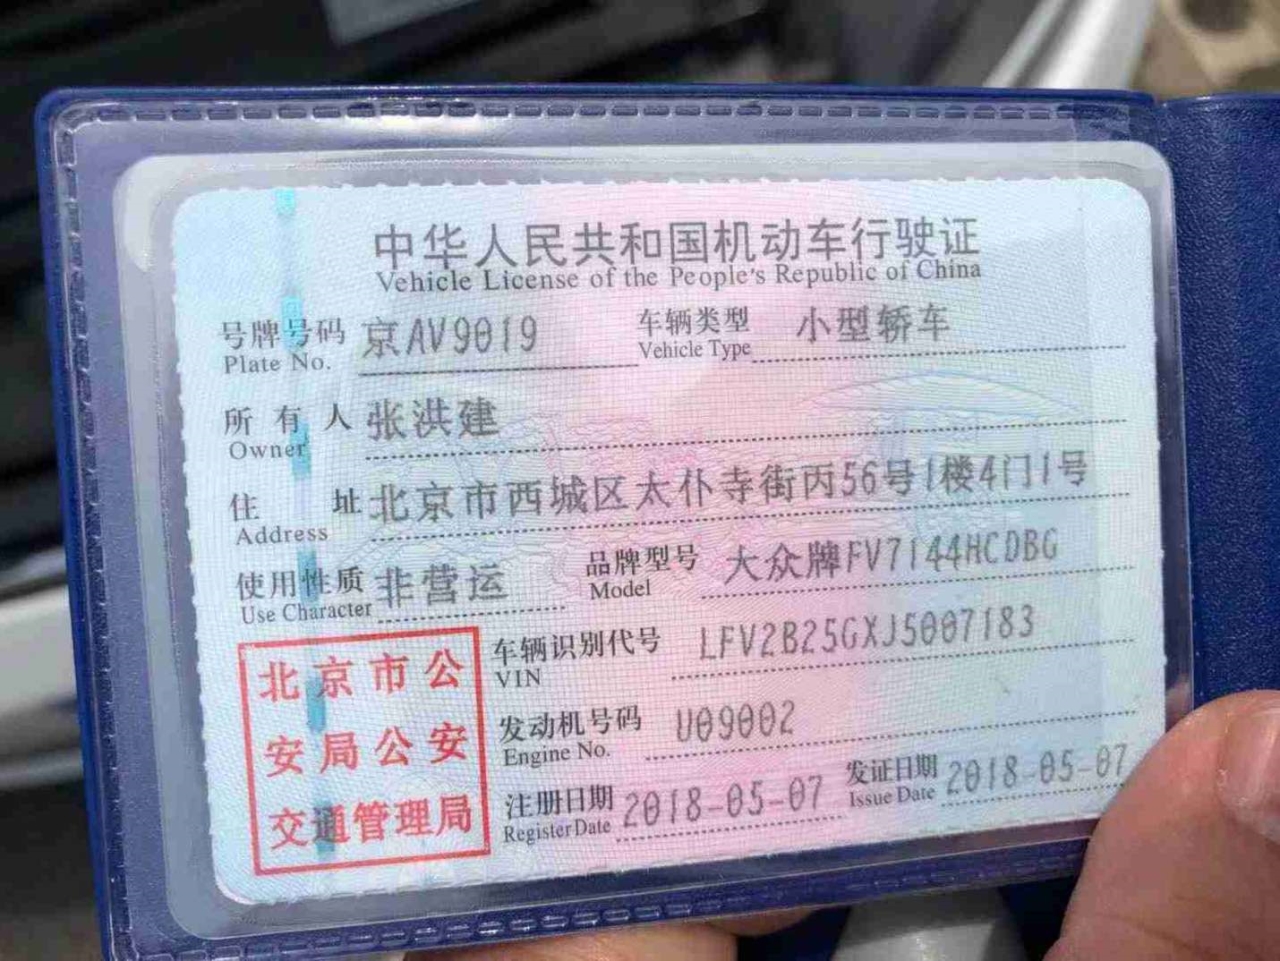 中华人民共和国机动车行驶证
Vehicle License of the People's Republic of China
号牌号码 京AV9019 车辆类型 小型轿车
Plate No. Vehicle Type
所有人 张洪建
Owner
住址 北京市西城区太仆寺街丙56号1楼4门1号
Address
使用性质 非营运 品牌型号 大众牌FV7144HCDBG
Use Character Model
车辆识别代号 LFV2B25GXJ5007183
VIN
发动机号码 U09002
Engine No.
注册日期 2018-05-07 发证日期 2018-05-07
Register Date Issue Date
北京市公
安局公安
交通管理局